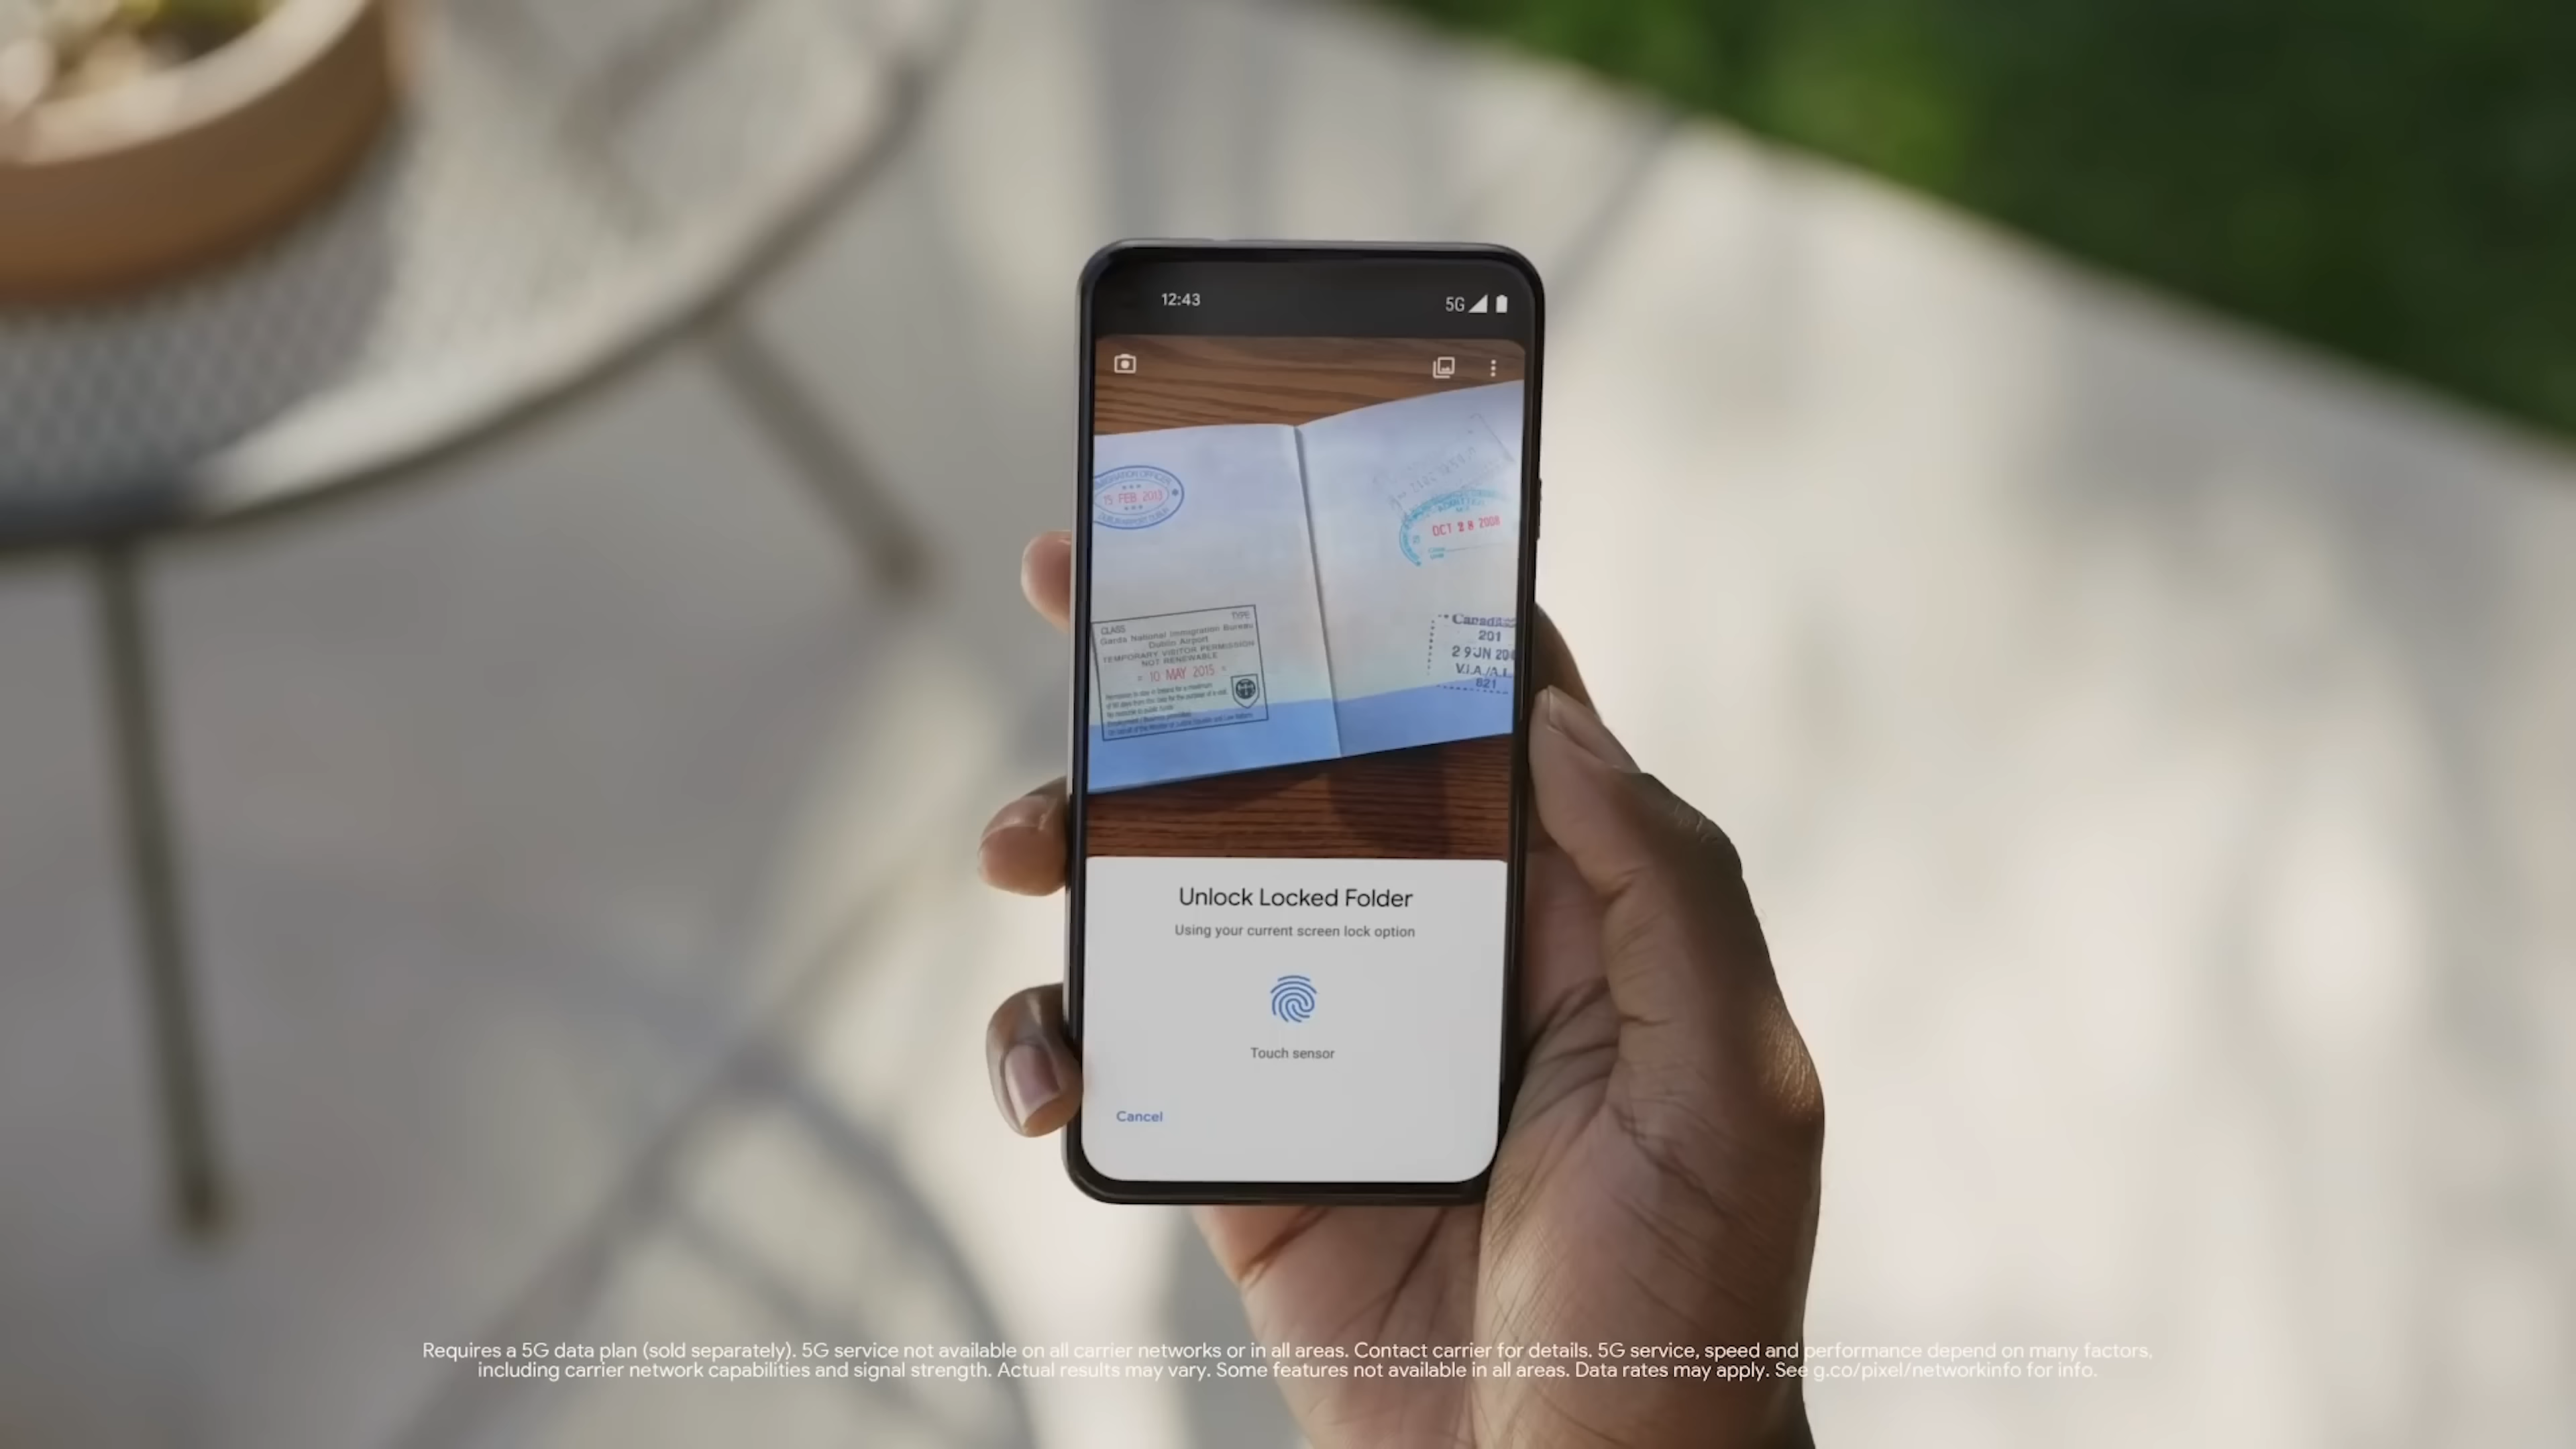 12:43
5G
15 FEB 2013
OCT 28 2008
TYPE
CLASS
Garda National Immigration Bureau
Dublin Airport
TEMPORARY VISITOR PERMISSION
NOT RENEWABLE
10 MAY 2015
201
29 JN
V.I.A./A.I.
821
Unlock Locked Folder
Using your current screen lock option
Touch sensor
Cancel
Requires a 5G data plan (sold separately). 5G service not available on all carrier networks or in all areas. Contact carrier for details. 5G service, speed and performance depend on many factors,
including carrier network capabilities and signal strength. Actual results may vary. Some features not available in all areas. Data rates may apply. See g.co/pixel/networkinfo for info.